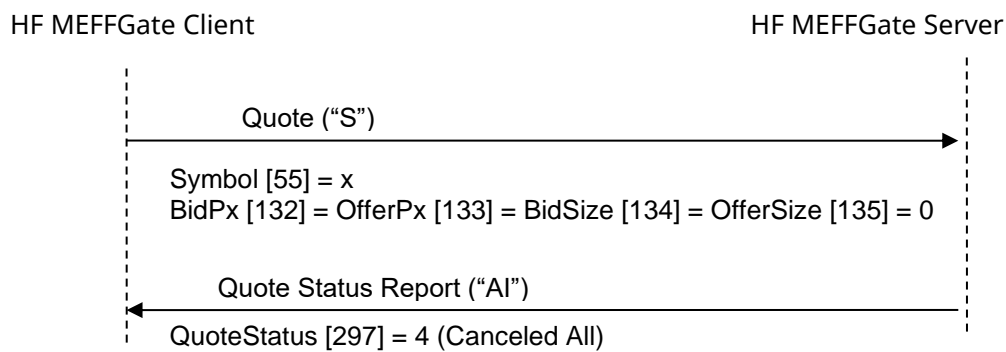 HF MEFFGate Client
HF MEFFGate Server
Quote (“S”)
Symbol [55] = x
BidPx [132] = OfferPx [133] = BidSize [134] = OfferSize [135] = 0
Quote Status Report (“AI”)
QuoteStatus [297] = 4 (Canceled All)